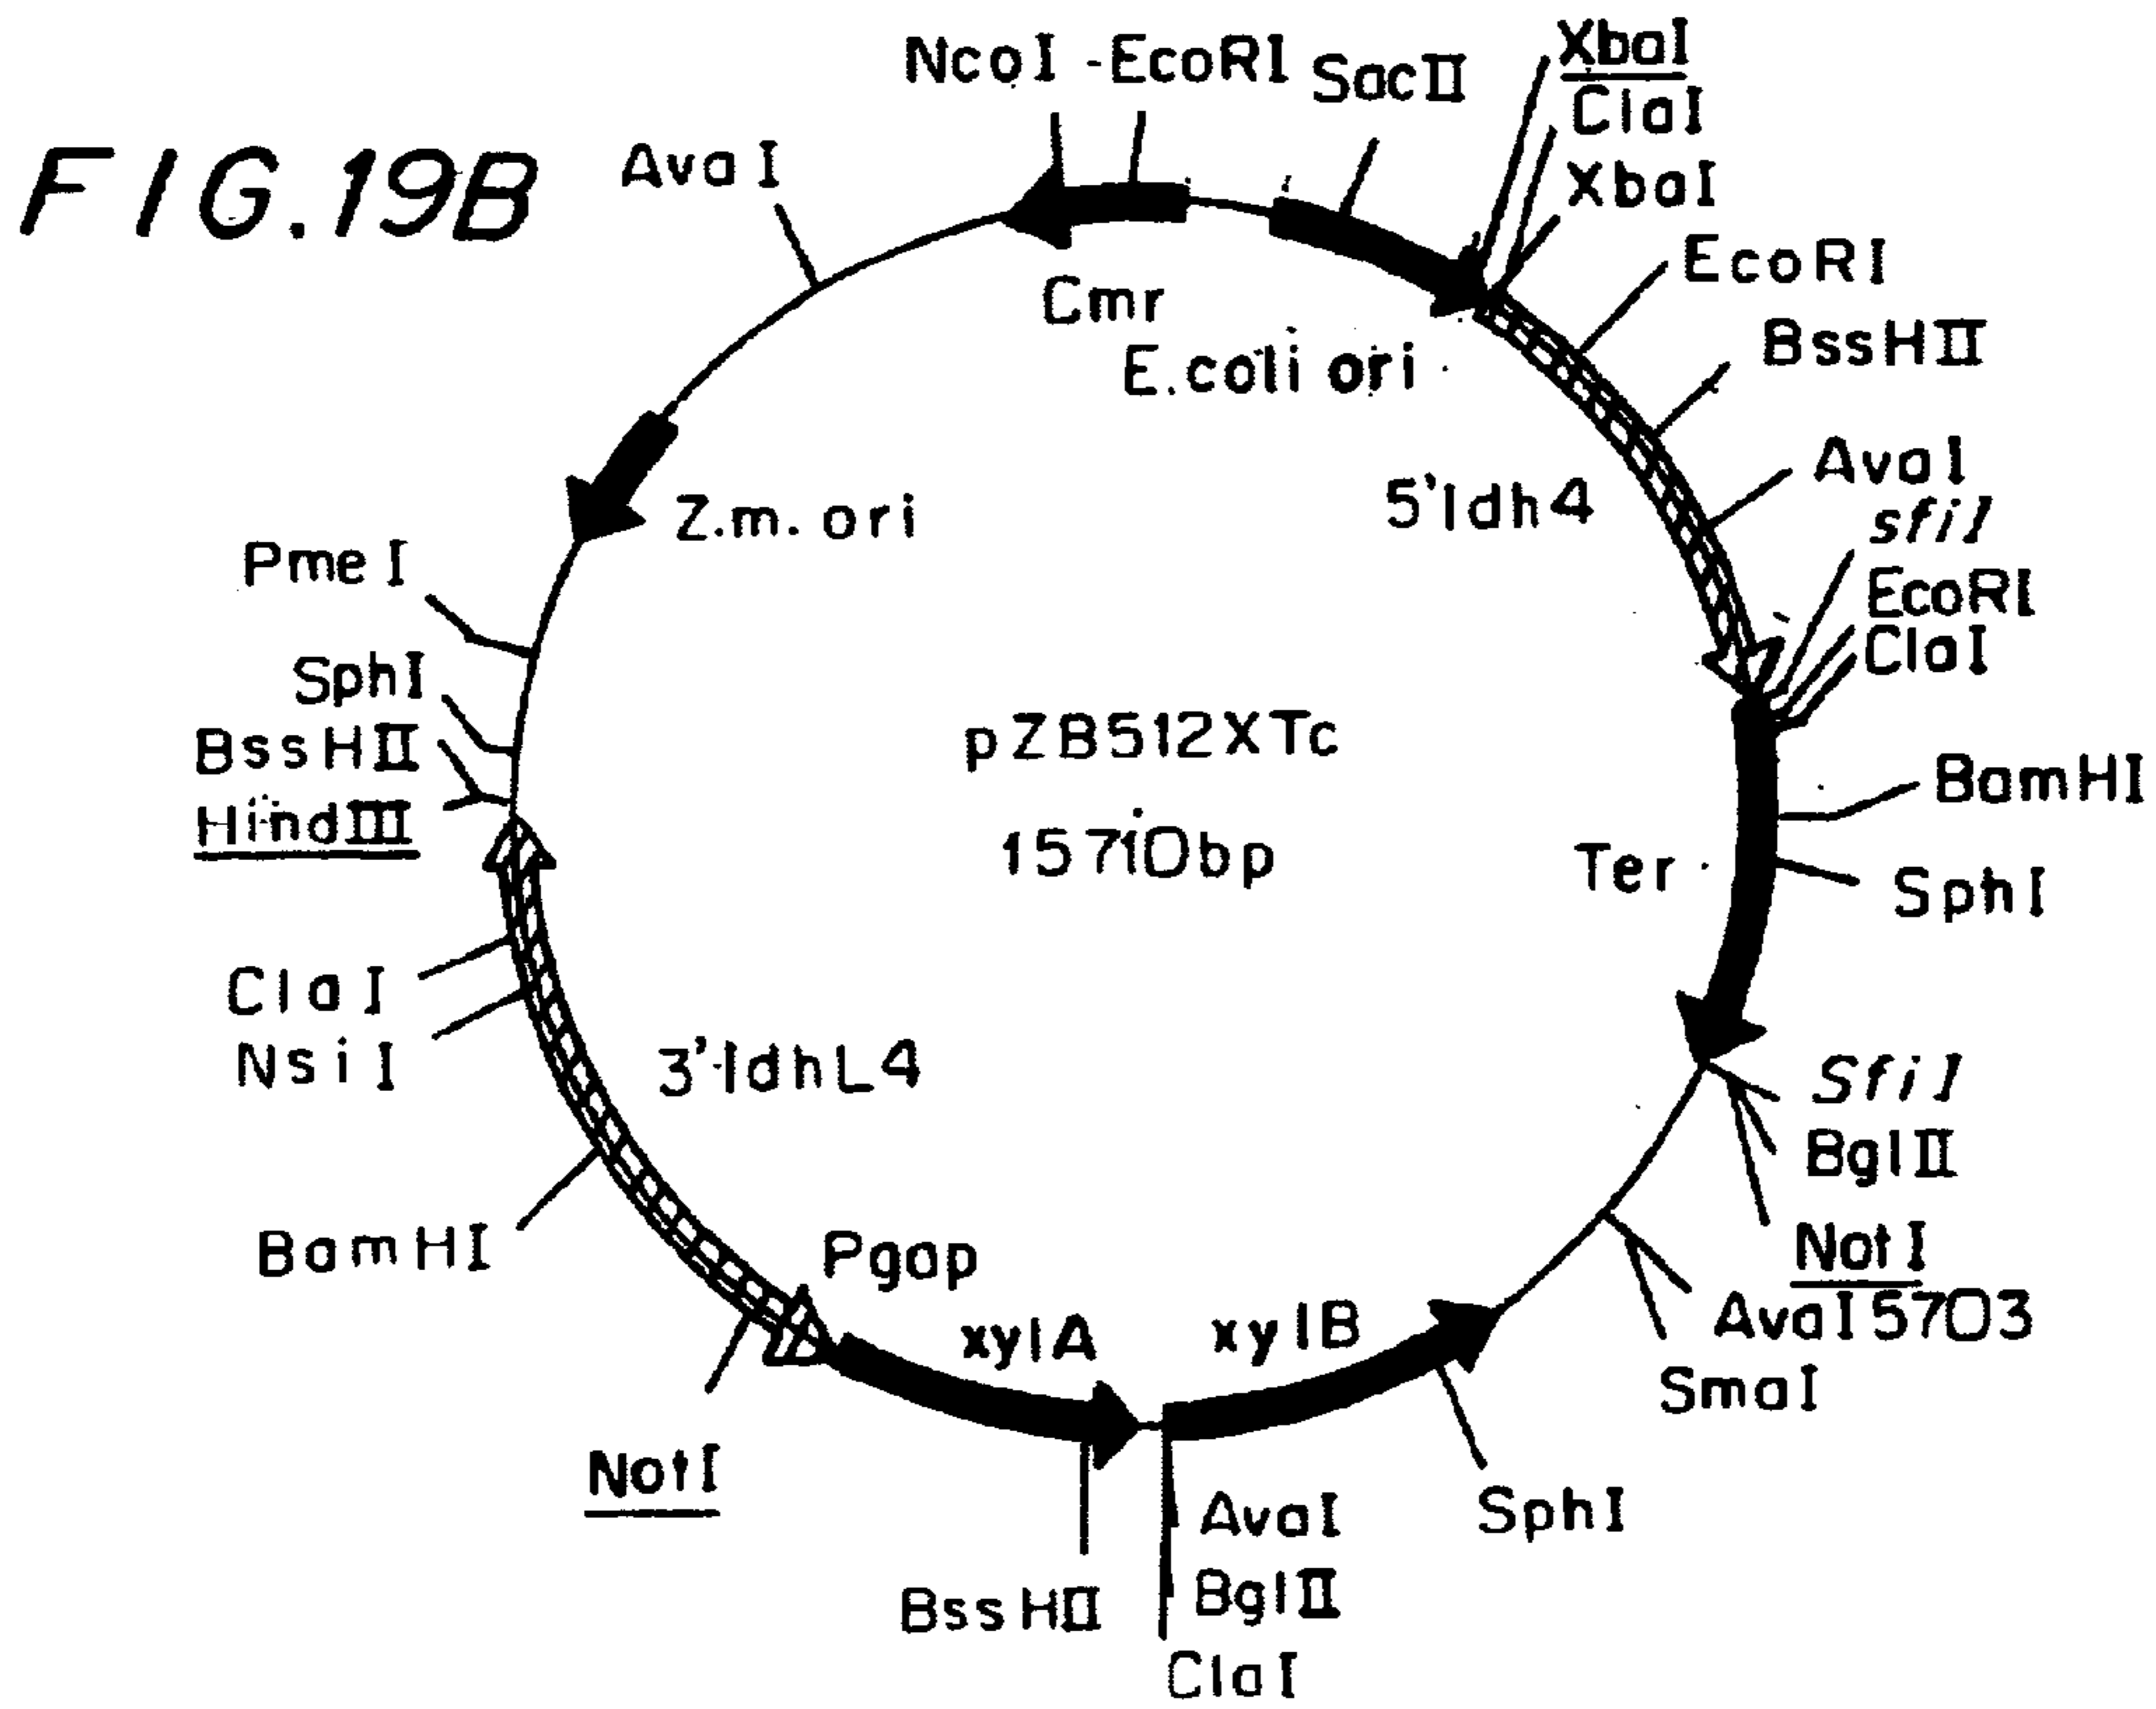 FIG.19B
NcoI -EcoRI SacII
XbaI
ClaI
XbaI
AvaI
EcoRI
BssHII
Cmr
E.coli ori
AvaI
sfiI
EcoRI
ClaI
5'ldh4
Z.m. ori
PmeI
SphI
BssHII
HindIII
pZB512XTc
15710bp
BamHI
Ter
SphI
ClaI
NsiI
3'-ldhL4
SfiI
BglII
NotI
AvaI 5703
SmaI
BamHI
Pgap
xylA
xylB
NotI
SphI
BssHII
AvaI
BglII
ClaI